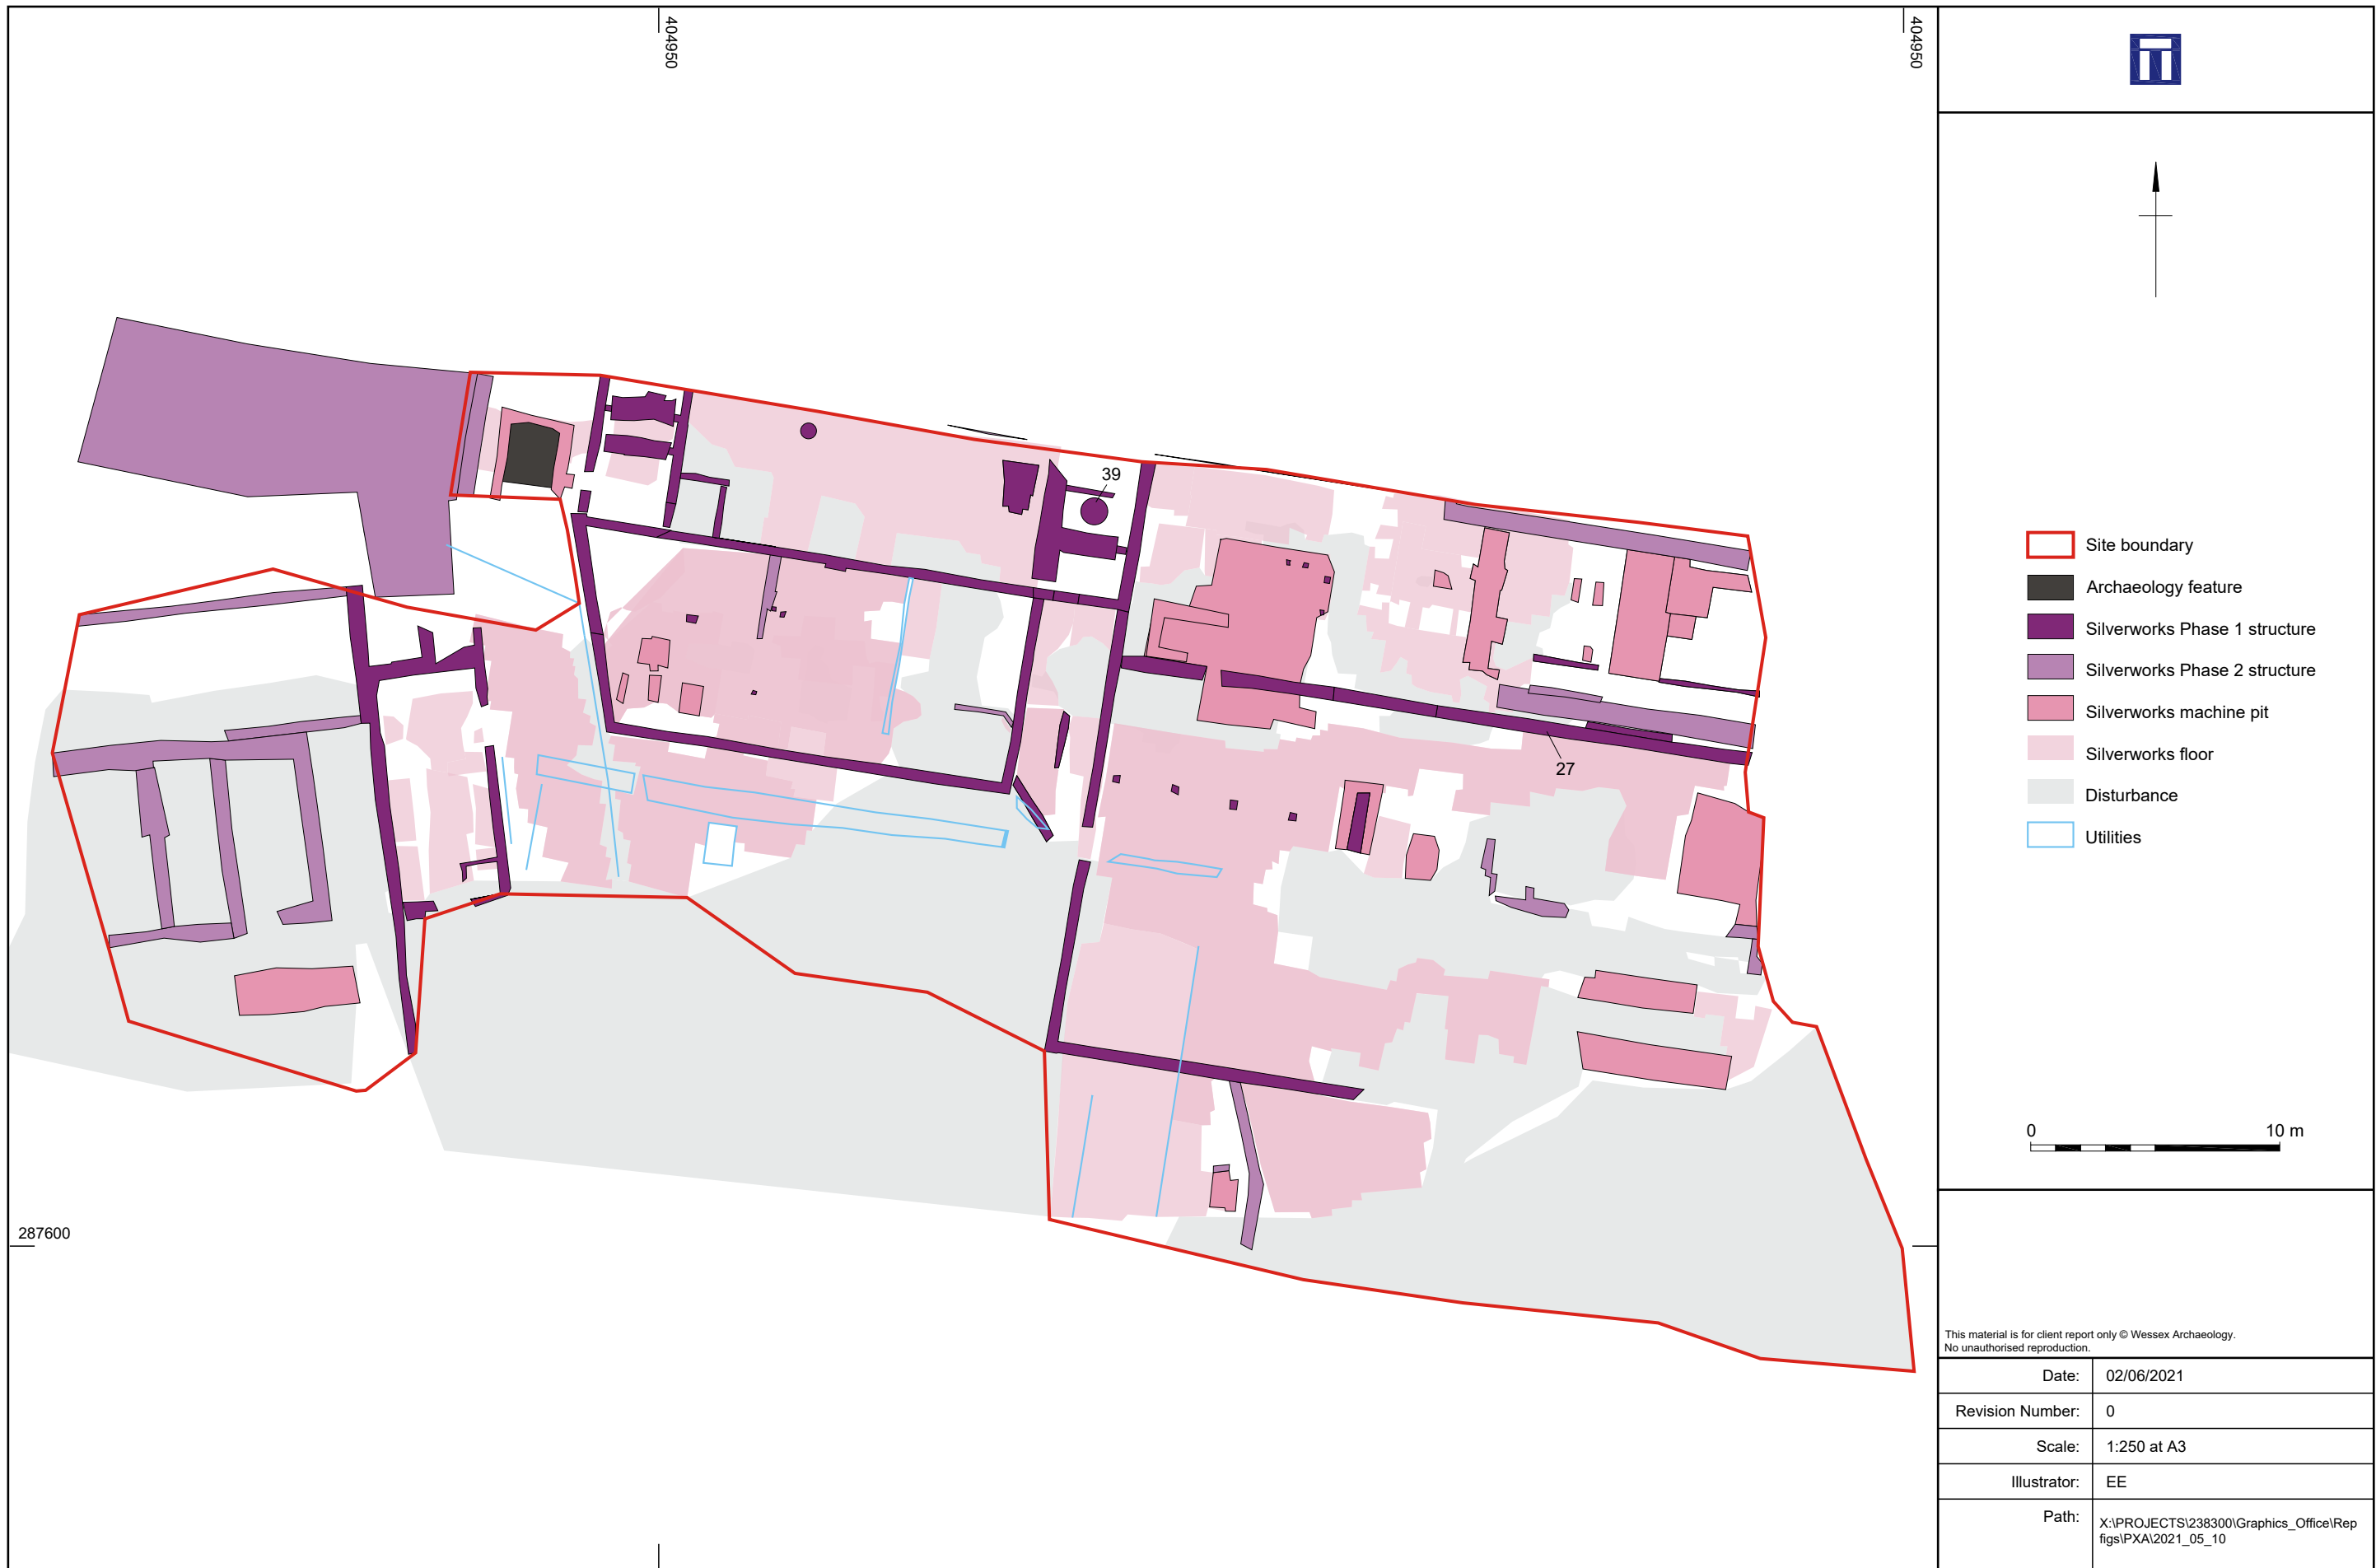 404950
404950
39
27
287600
Site boundary
Archaeology feature
Silverworks Phase 1 structure
Silverworks Phase 2 structure
Silverworks machine pit
Silverworks floor
Disturbance
Utilities
0 10 m
This material is for client report only © Wessex Archaeology.
No unauthorised reproduction.
Date: 02/06/2021
Revision Number: 0
Scale: 1:250 at A3
Illustrator: EE
Path: X:\PROJECTS\238300\Graphics_Office\Rep
figs\PXA\2021_05_10